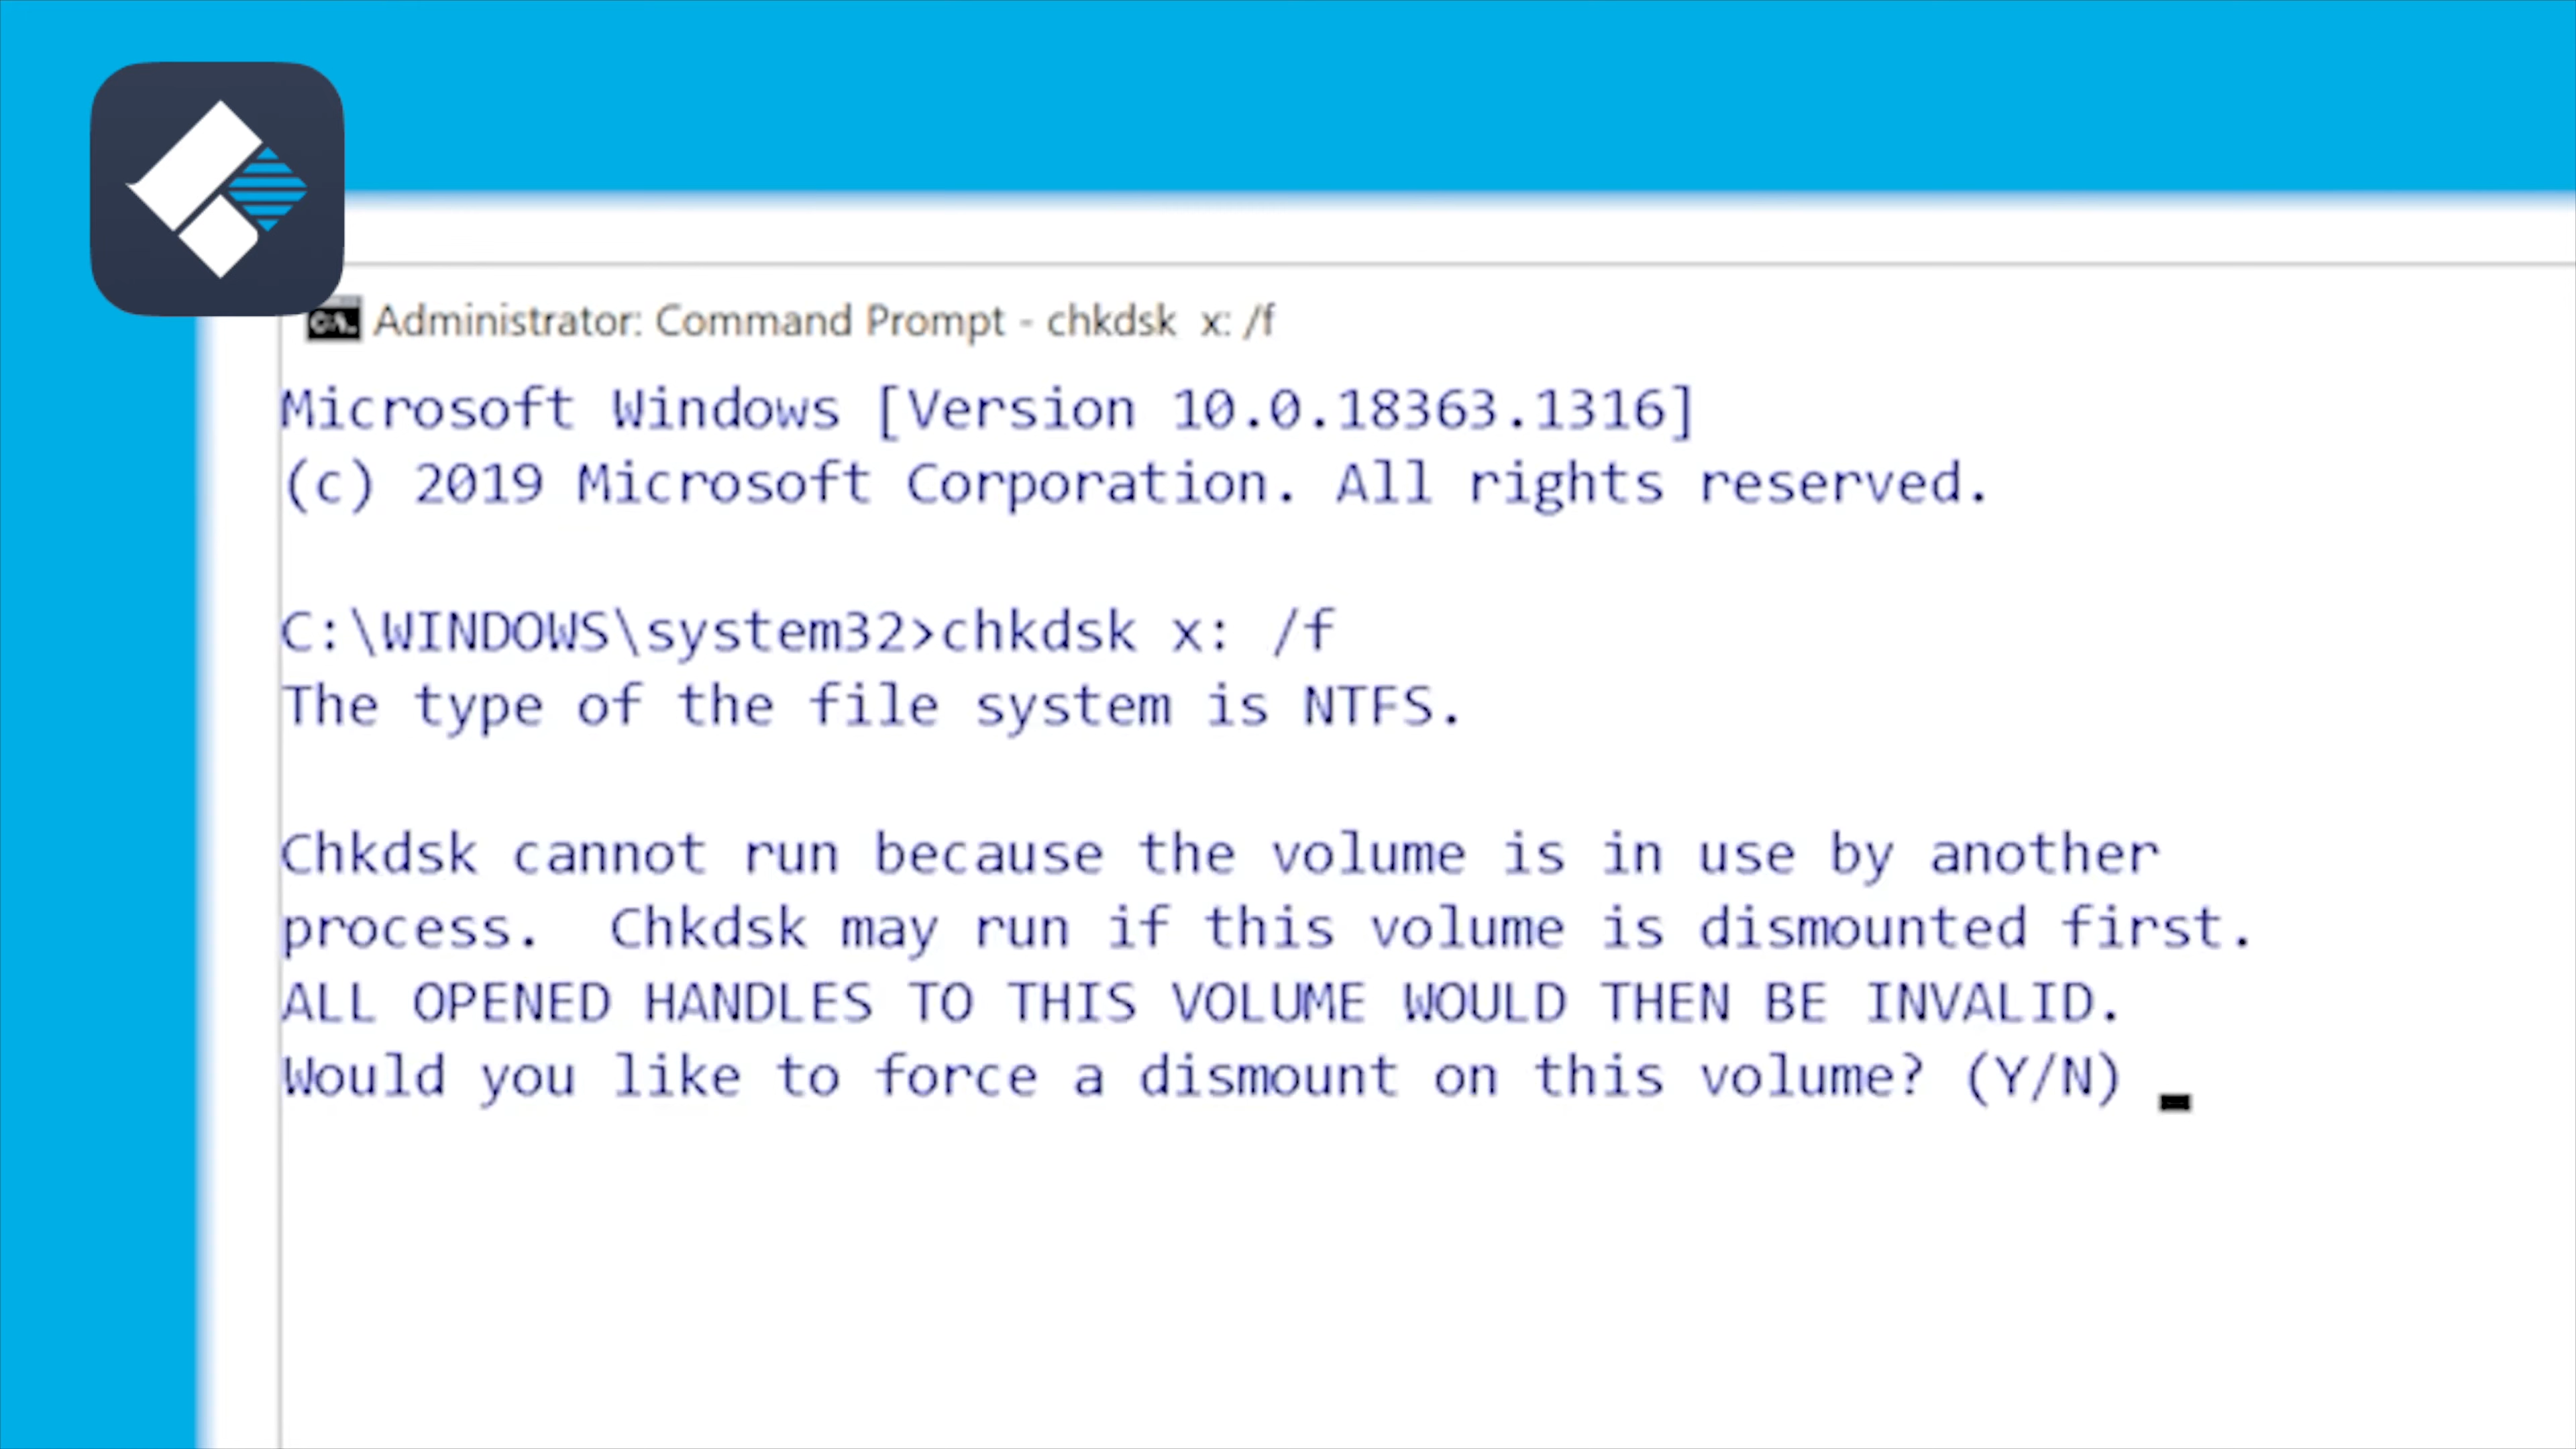 Administrator: Command Prompt - chkdsk  x: /f
Microsoft Windows [Version 10.0.18363.1316]
(c) 2019 Microsoft Corporation. All rights reserved.
C:\WINDOWS\system32>chkdsk x: /f
The type of the file system is NTFS.
Chkdsk cannot run because the volume is in use by another
process.  Chkdsk may run if this volume is dismounted first.
ALL OPENED HANDLES TO THIS VOLUME WOULD THEN BE INVALID.
Would you like to force a dismount on this volume? (Y/N)